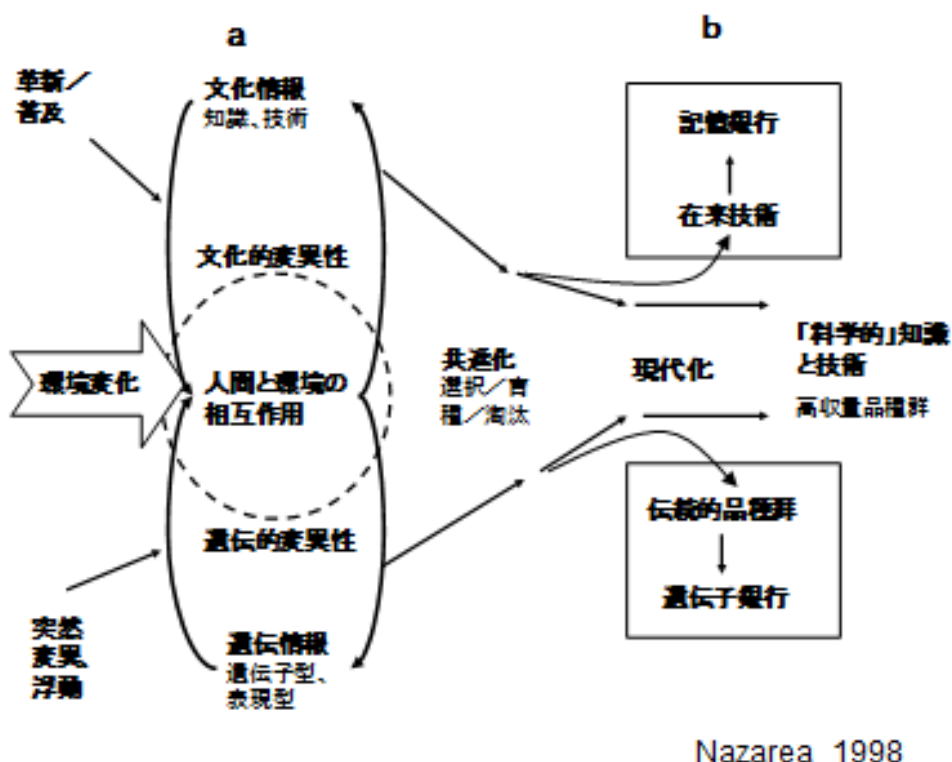 a
b
革新／
普及
文化情報
知識、技術
文化的変異性
環境変化
人間と環境の
相互作用
遺伝的変異性
突然
変異、
浮動
遺伝情報
遺伝子型、
表現型
共進化
選択／育
種／淘汰
記憶銀行
在来技術
現代化
「科学的」知識
と技術
高収量品種群
伝統的品種群
遺伝子銀行
Nazarea 1998